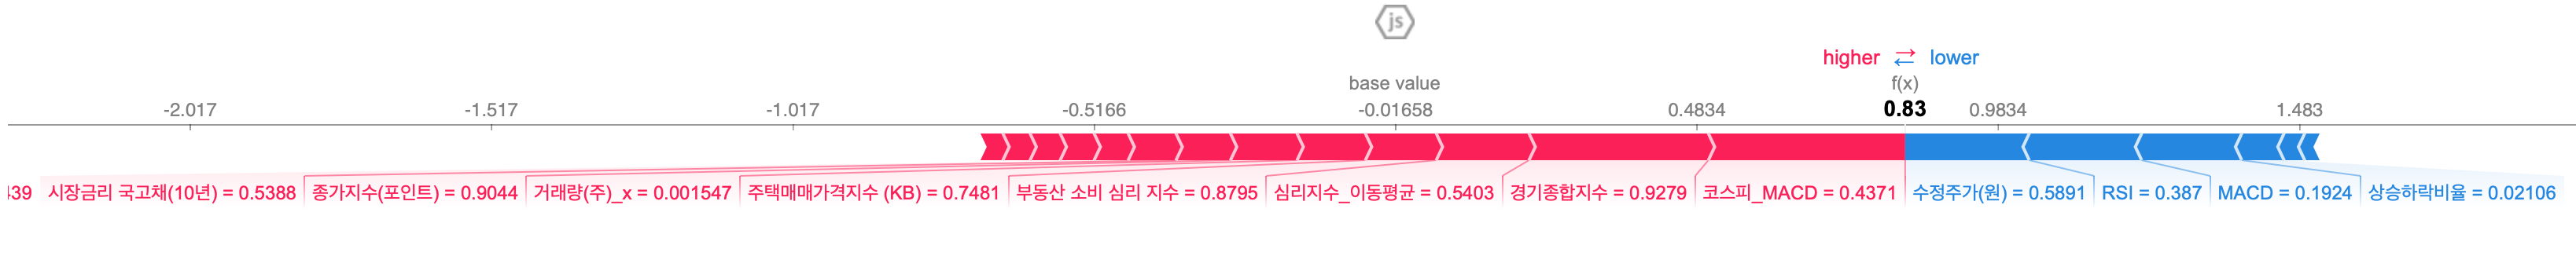 js
higher ⇄ lower
base value f(x)
-2.017 -1.517 -1.017 -0.5166 -0.01658 0.4834 0.83 0.9834 1.483
439 시장금리 국고채(10년) = 0.5388 종가지수(포인트) = 0.9044 거래량(주)_x = 0.001547 주택매매가격지수 (KB) = 0.7481 부동산 소비 심리 지수 = 0.8795 심리지수_이동평균 = 0.5403 경기종합지수 = 0.9279 코스피_MACD = 0.4371 수정주가(원) = 0.5891 RSI = 0.387 MACD = 0.1924 상승하락비율 = 0.02106